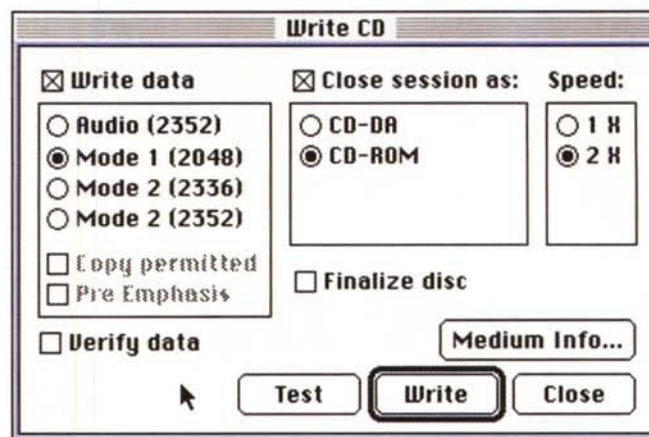 Write CD
Write data
Close session as:
Speed:
Audio (2352)
Mode 1 (2048)
Mode 2 (2336)
Mode 2 (2352)
Copy permitted
Pre Emphasis
CD-DA
CD-ROM
1 X
2 X
Finalize disc
Verify data
Medium Info...
Test
Write
Close